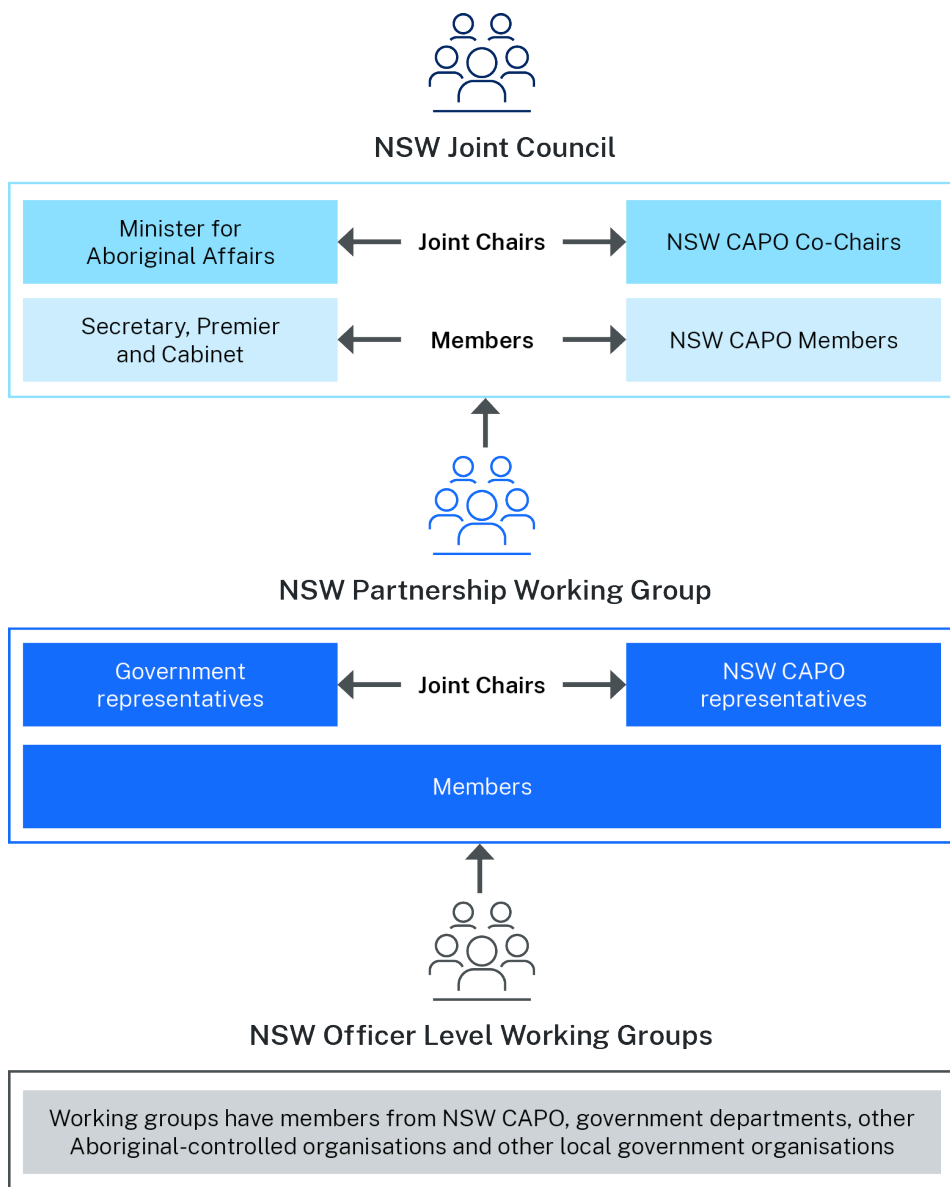 NSW Joint Council
Minister for
Aboriginal Affairs
Joint Chairs
NSW CAPO Co-Chairs
Secretary, Premier
and Cabinet
Members
NSW CAPO Members
NSW Partnership Working Group
Government
representatives
Joint Chairs
NSW CAPO
representatives
Members
NSW Officer Level Working Groups
Working groups have members from NSW CAPO, government departments, other
Aboriginal-controlled organisations and other local government organisations